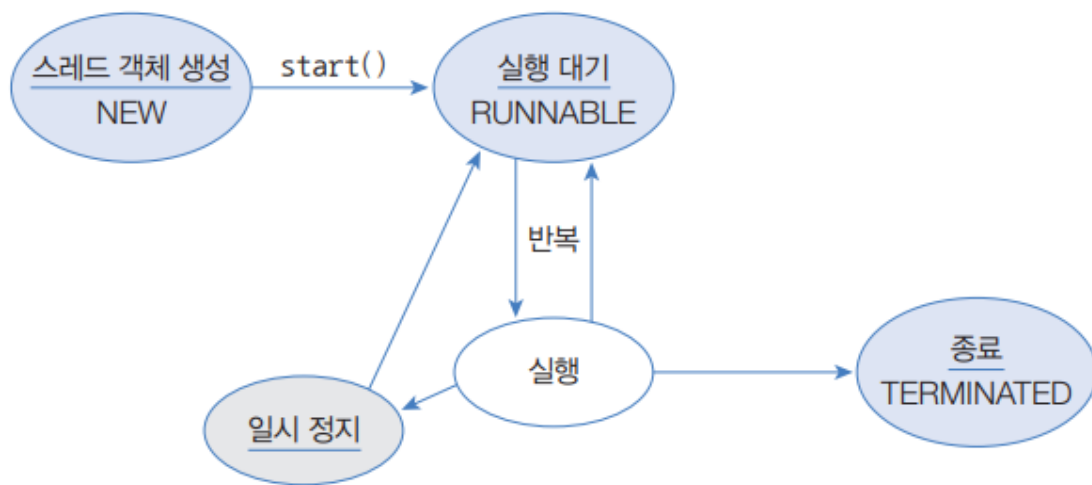 스레드 객체 생성
NEW
start()
실행 대기
RUNNABLE
반복
실행
일시 정지
종료
TERMINATED